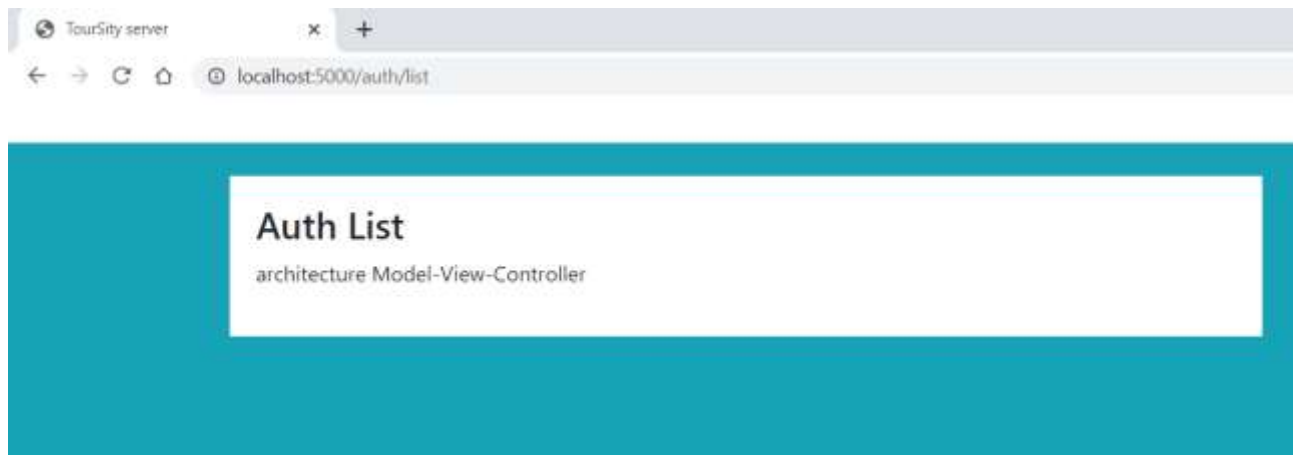 TourSity server
localhost:5000/auth/list
Auth List
architecture Model-View-Controller